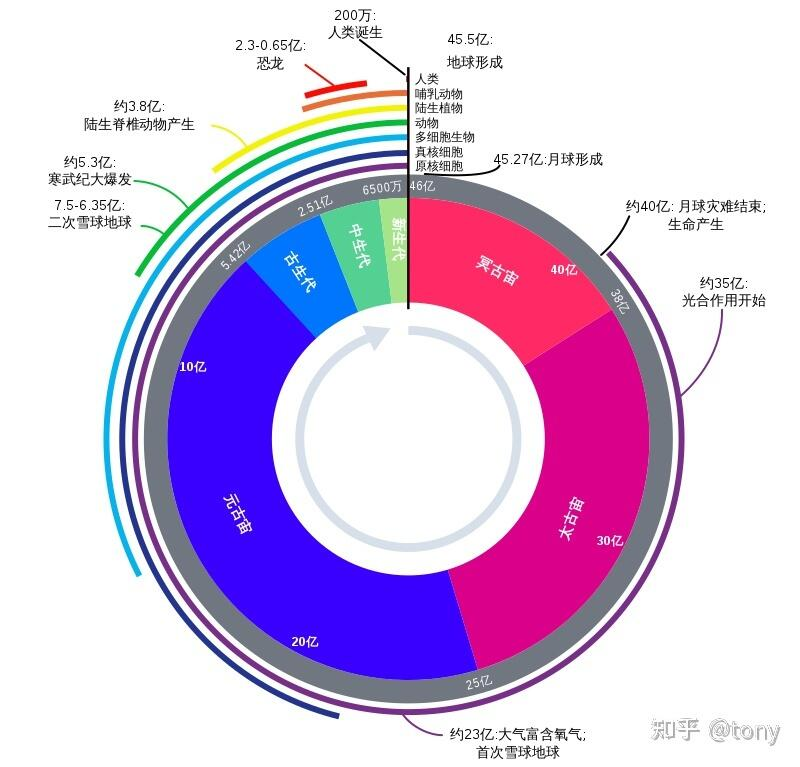 200万:
人类诞生
45.5亿:
地球形成
2.3-0.65亿:
恐龙
人类
哺乳动物
陆生植物
动物
多细胞生物
真核细胞
原核细胞
约3.8亿:
陆生脊椎动物产生
约5.3亿:
寒武纪大爆发
7.5-6.35亿:
二次雪球地球
45.27亿:月球形成
约40亿: 月球灾难结束;
生命产生
约35亿:
光合作用开始
46亿
38亿
25亿
5.42亿
2.51亿
6500万
冥古宙
40亿
太古宙
30亿
元古宙
20亿
10亿
古生代
中生代
新生代
约23亿:大气富含氧气;
首次雪球地球
知乎 @tony